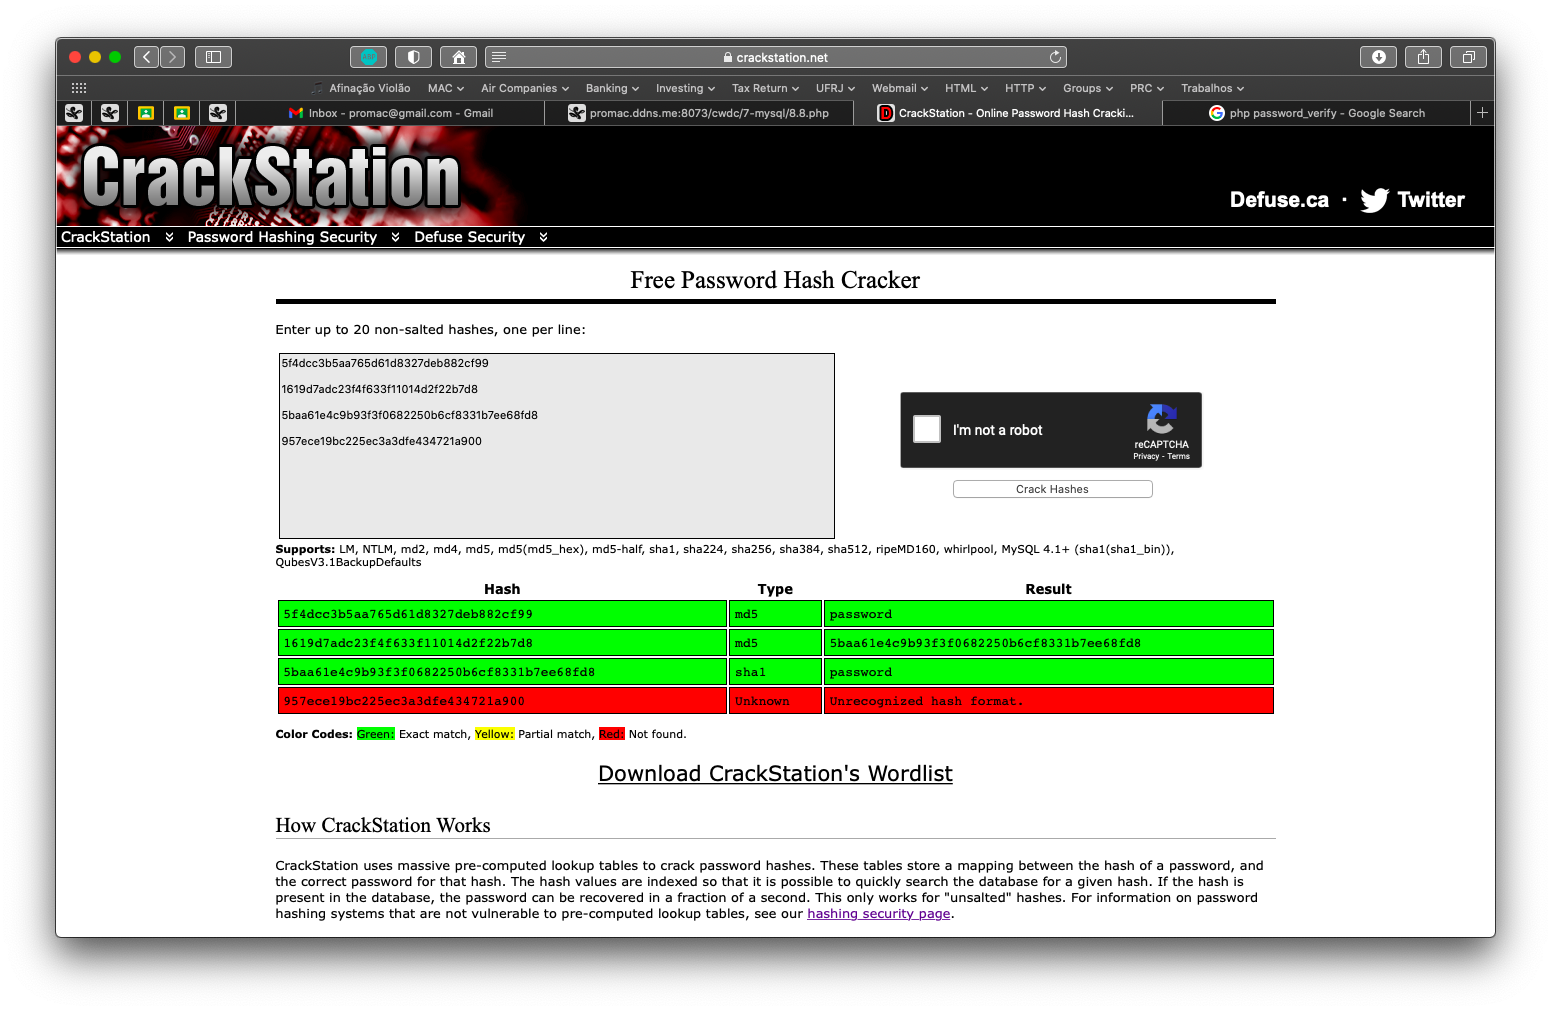 crackstation.net
Afinação Violão MAC Air Companies Banking Investing Tax Return UFRJ Webmail HTML HTTP Groups PRC Trabalhos
Inbox - promac@gmail.com - Gmail promac.ddns.me:8073/cwdc/7-mysql/8.8.php CrackStation - Online Password Hash Cracki... php password_verify - Google Search
CrackStation
Defuse.ca · Twitter
CrackStation Password Hashing Security Defuse Security
Free Password Hash Cracker
Enter up to 20 non-salted hashes, one per line:
5f4dcc3b5aa765d61d8327deb882cf99
1619d7adc23f4f633f11014d2f22b7d8
5baa61e4c9b93f3f0682250b6cf8331b7ee68fd8
957ece19bc225ec3a3dfe434721a900
I'm not a robot
reCAPTCHA
Privacy - Terms
Crack Hashes
Supports: LM, NTLM, md2, md4, md5, md5(md5_hex), md5-half, sha1, sha224, sha256, sha384, sha512, ripeMD160, whirlpool, MySQL 4.1+ (sha1(sha1_bin)),
QubesV3.1BackupDefaults
Hash Type Result
5f4dcc3b5aa765d61d8327deb882cf99 md5 password
1619d7adc23f4f633f11014d2f22b7d8 md5 5baa61e4c9b93f3f0682250b6cf8331b7ee68fd8
5baa61e4c9b93f3f0682250b6cf8331b7ee68fd8 sha1 password
957ece19bc225ec3a3dfe434721a900 Unknown Unrecognized hash format.
Color Codes: Green: Exact match, Yellow: Partial match, Red: Not found.
Download CrackStation's Wordlist
How CrackStation Works
CrackStation uses massive pre-computed lookup tables to crack password hashes. These tables store a mapping between the hash of a password, and
the correct password for that hash. The hash values are indexed so that it is possible to quickly search the database for a given hash. If the hash is
present in the database, the password can be recovered in a fraction of a second. This only works for "unsalted" hashes. For information on password
hashing systems that are not vulnerable to pre-computed lookup tables, see our hashing security page.